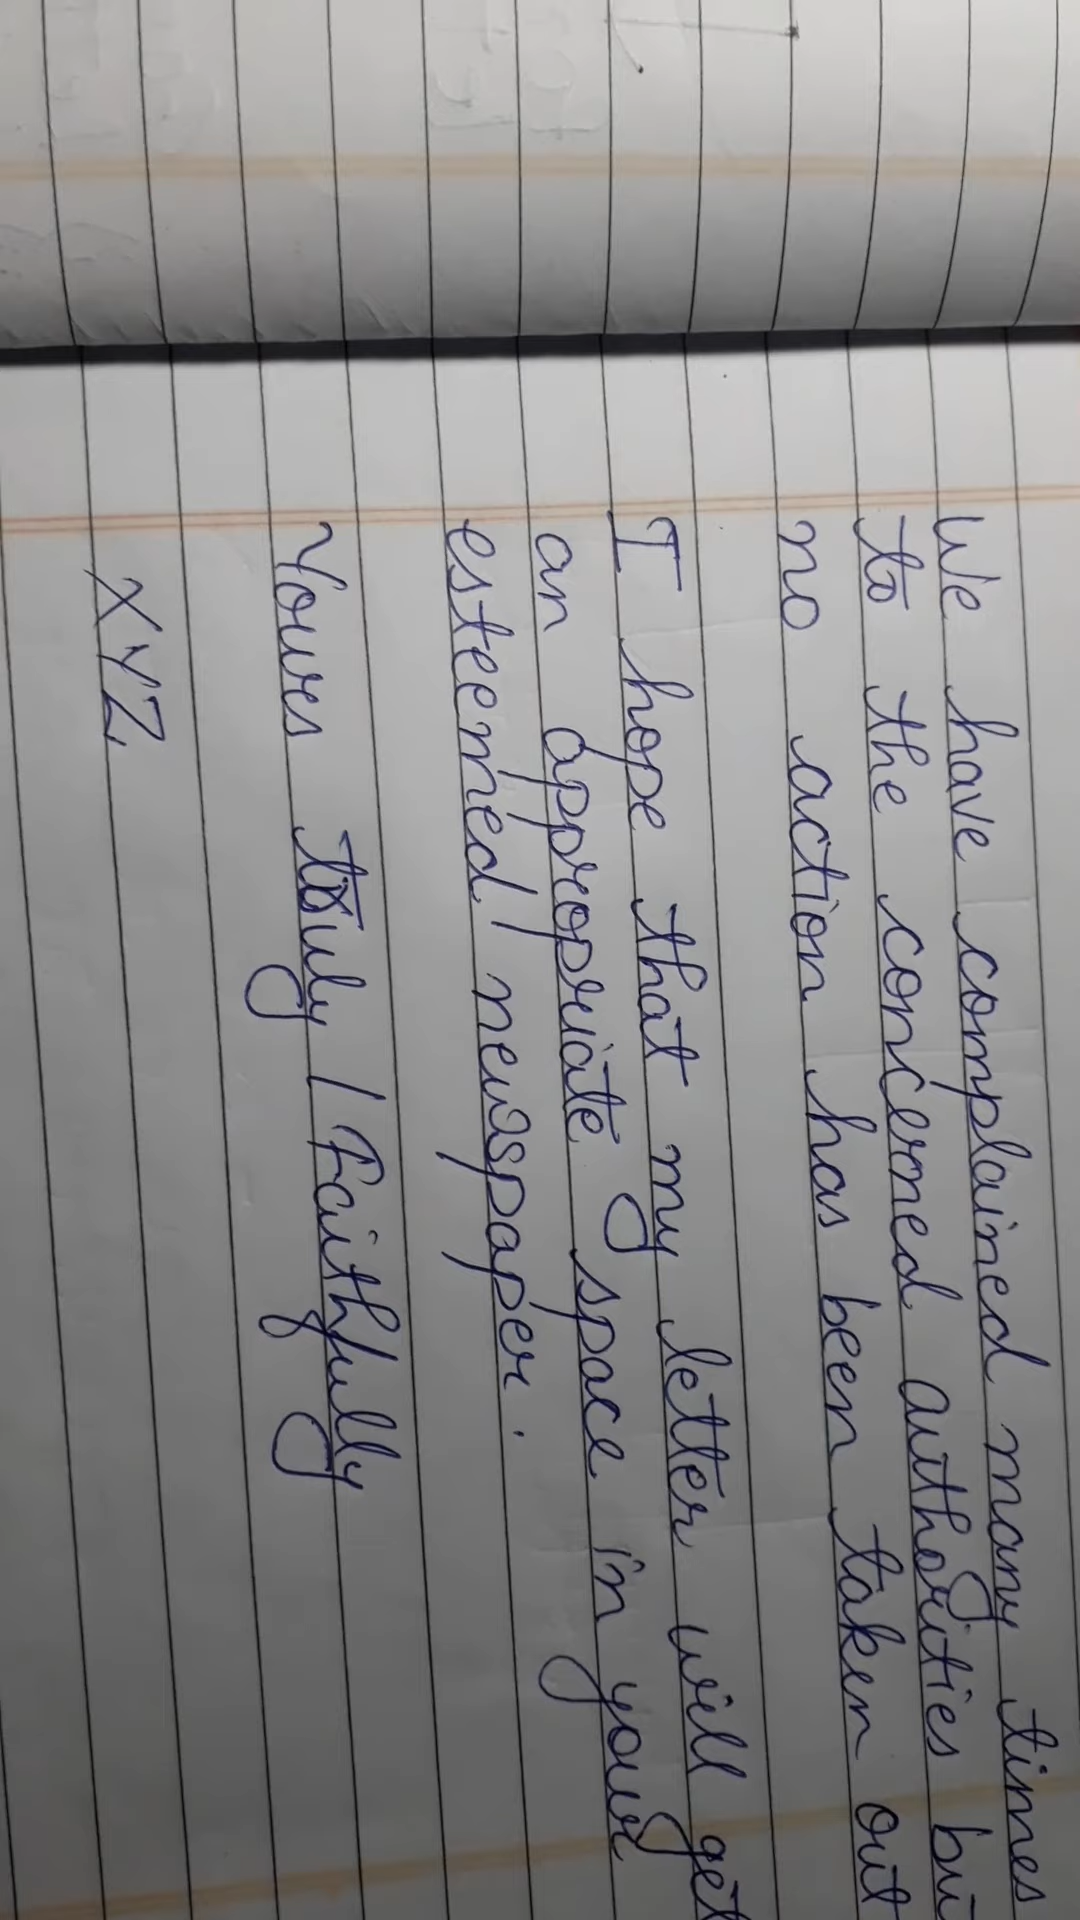 We have complained many times
to the concerned authorities but
no action has been taken out
I hope that my letter will get
an appropriate space in your
esteemed newspaper.
Yours truly / Faithfully
XYZ